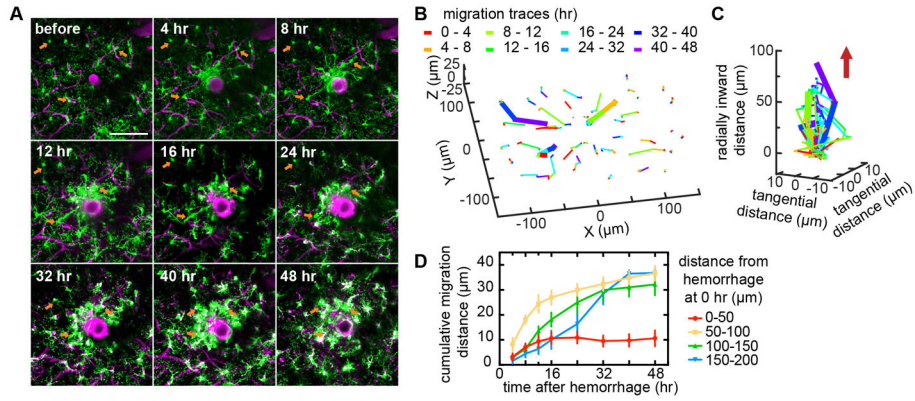 A
before
4 hr
8 hr
12 hr
16 hr
24 hr
32 hr
40 hr
48 hr
B
migration traces (hr)
0 - 4
8 - 12
16 - 24
32 - 40
4 - 8
12 - 16
24 - 32
40 - 48
Z (µm)
25
0
25
100
0
-100
Y (µm)
-100
0
100
X (µm)
C
radially inward
distance (µm)
100
50
0
10
0
-10
tangential
distance (µm)
-10
0
10
tangential
distance (µm)
D
cumulative migration
distance (µm)
40
30
20
10
0
0
8
16
24
32
40
48
time after hemorrhage (hr)
distance from
hemorrhage
at 0 hr (µm)
0-50
50-100
100-150
150-200